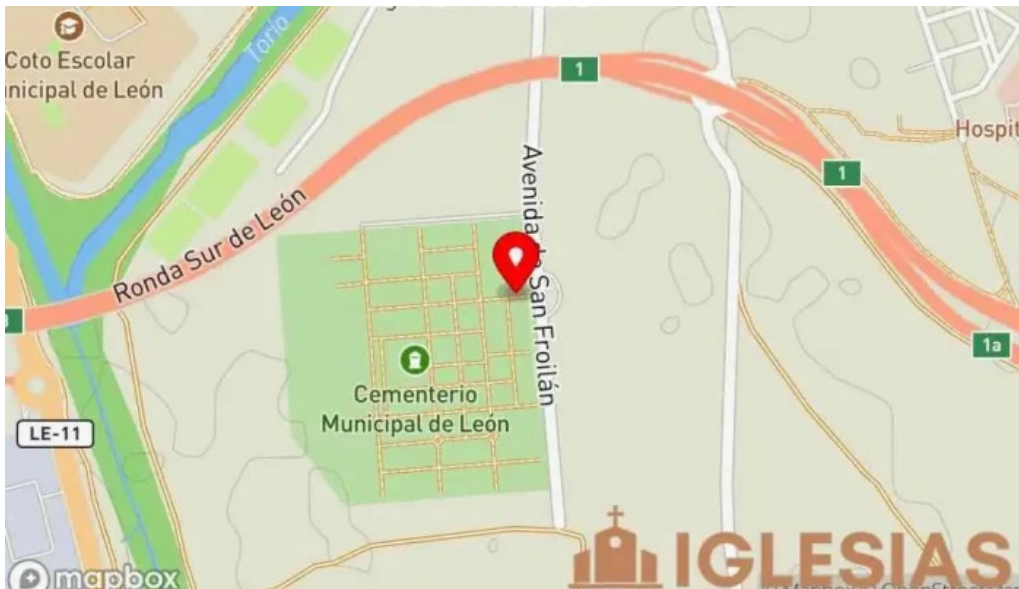 Torío
Coto Escolar
nicipal de León
1
Hospit
1
Avenida de San Froilán
Ronda Sur de León
1a
Cementerio
Municipal de León
LE-11
mapbox
IGLESIAS